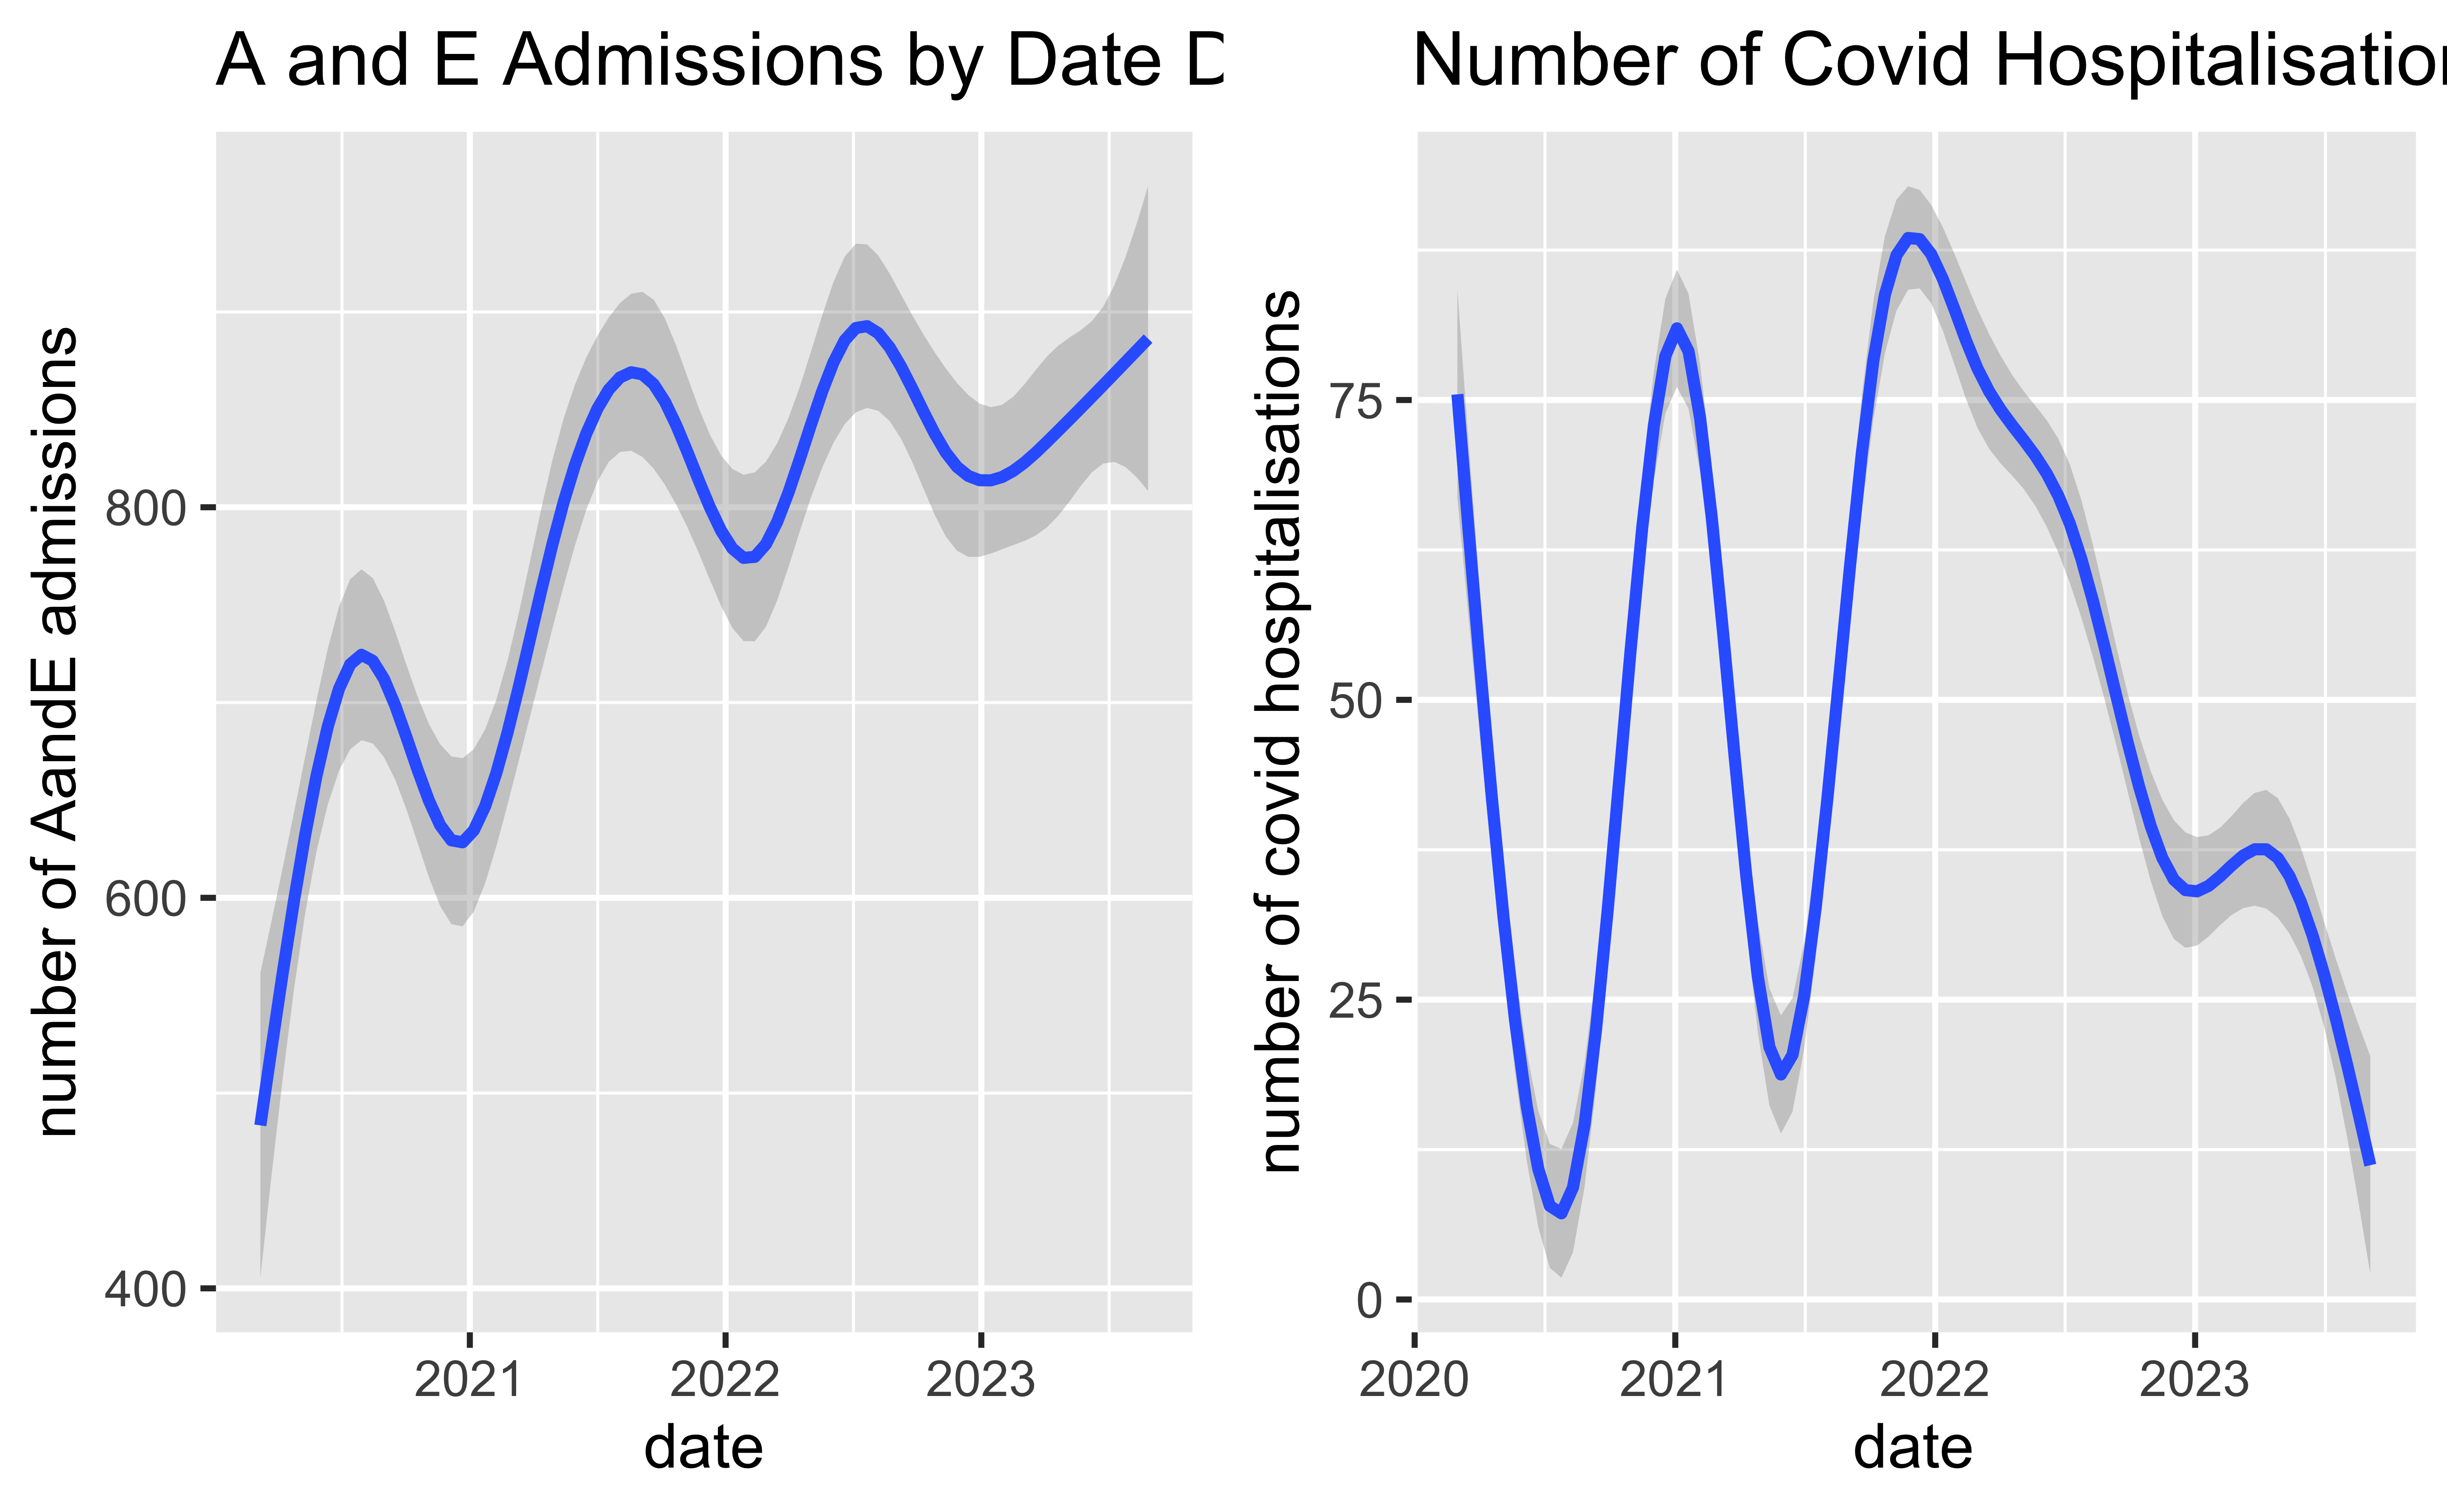 A and E Admissions by Date
number of AandE admissions
800
600
400
2021 2022 2023
date
Number of Covid
number of covid hospitalisations
75
50
25
0
2020 2021 2022 2023
date